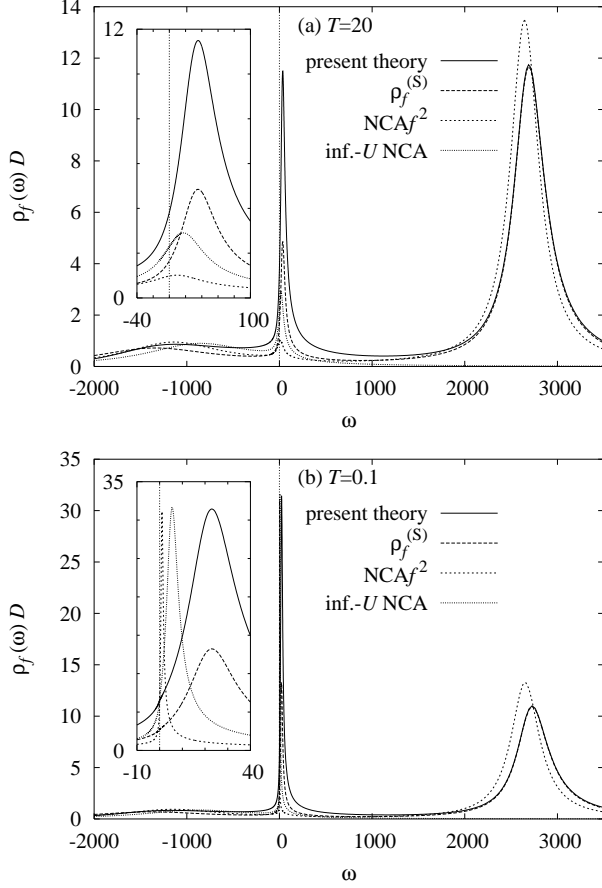 (a) T=20
present theory
ρf(S)
NCAf²
inf.-U NCA
ρf(ω) D
14
12
10
8
6
4
2
0
12
0
-40
100
-2000
-1000
0
1000
2000
3000
ω
(b) T=0.1
present theory
ρf(S)
NCAf²
inf.-U NCA
ρf(ω) D
35
30
25
20
15
10
5
0
35
0
-10
40
-2000
-1000
0
1000
2000
3000
ω